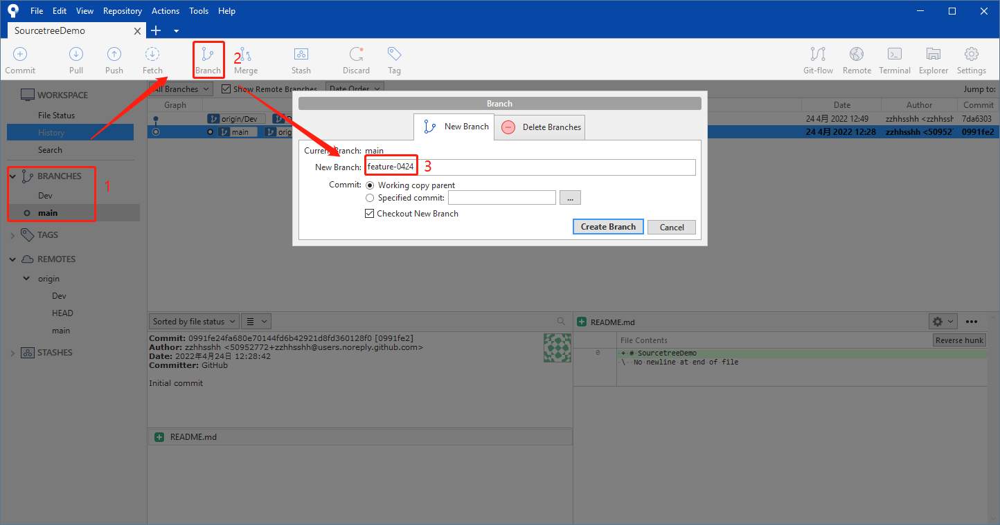 File Edit View Repository Actions Tools Help
SourcetreeDemo
Commit Pull Push Fetch Branch 2 Merge Stash Discard Tag Git-flow Remote Terminal Explorer Settings
WORKSPACE
File Status
History
Search
BRANCHES
1
Dev
main
TAGS
REMOTES
origin
Dev
HEAD
main
STASHES
All Branches Show Remote Branches Date Order Jump to:
Graph Date Author Commit
origin/Dev 24 4月 2022 12:49 zzhhsshh <zzhhssh 7da6303
main 24 4月 2022 12:28 zzhhsshh <50952 0991fe2
Branch
New Branch Delete Branches
Current Branch: main
New Branch: feature-0424 3
Commit: Working copy parent
Specified commit: ...
Checkout New Branch
Create Branch Cancel
Sorted by file status
Commit: 0991fe24fa680e70144fd6b42921d8fd360128f0 [0991fe2]
Author: zzhhsshh <50952772+zzhhsshh@users.noreply.github.com>
Date: 2022年4月24日 12:28:42
Committer: GitHub
Initial commit
README.md
README.md
File Contents Reverse hunk
0 + # SourcetreeDemo
\ No newline at end of file